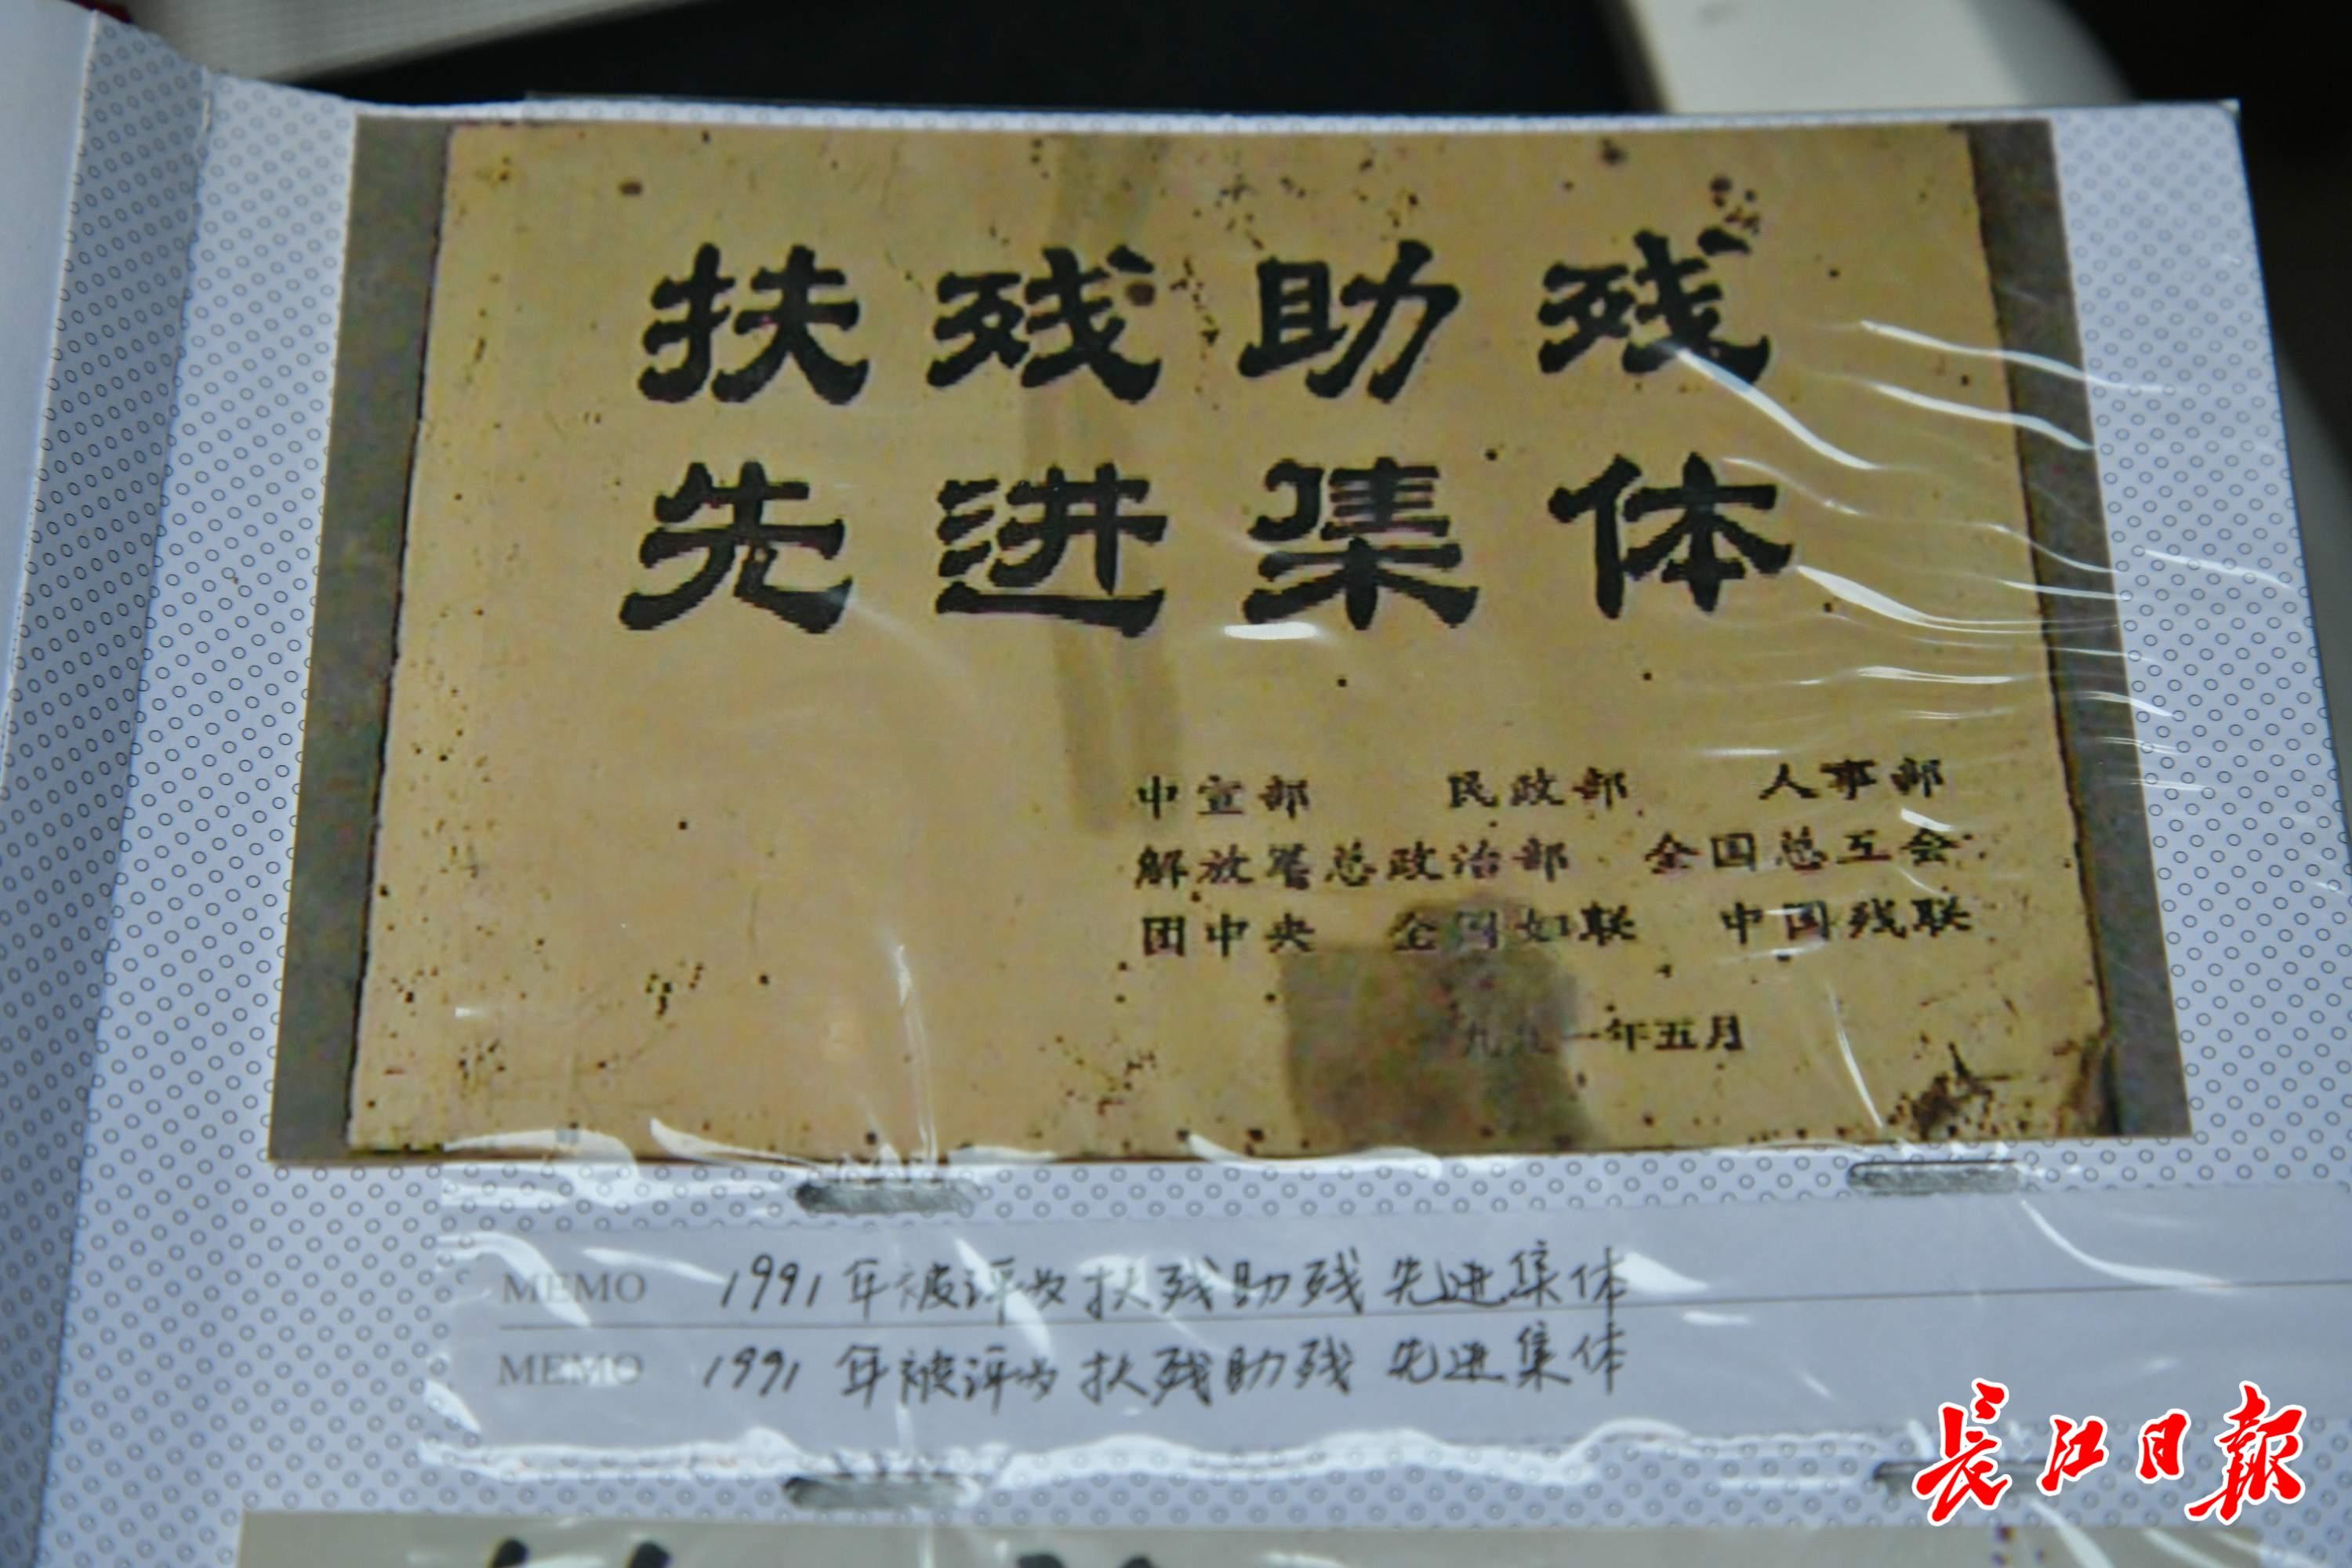 扶残助残
先进集体
中宣部 民政部 人事部
解放军总政治部 全国总工会
团中央 全国妇联 中国残联
九九一年五月
MEMO 1991年被评为扶残助残先进集体
MEMO 1991年被评为扶残助残先进集体
长江日报